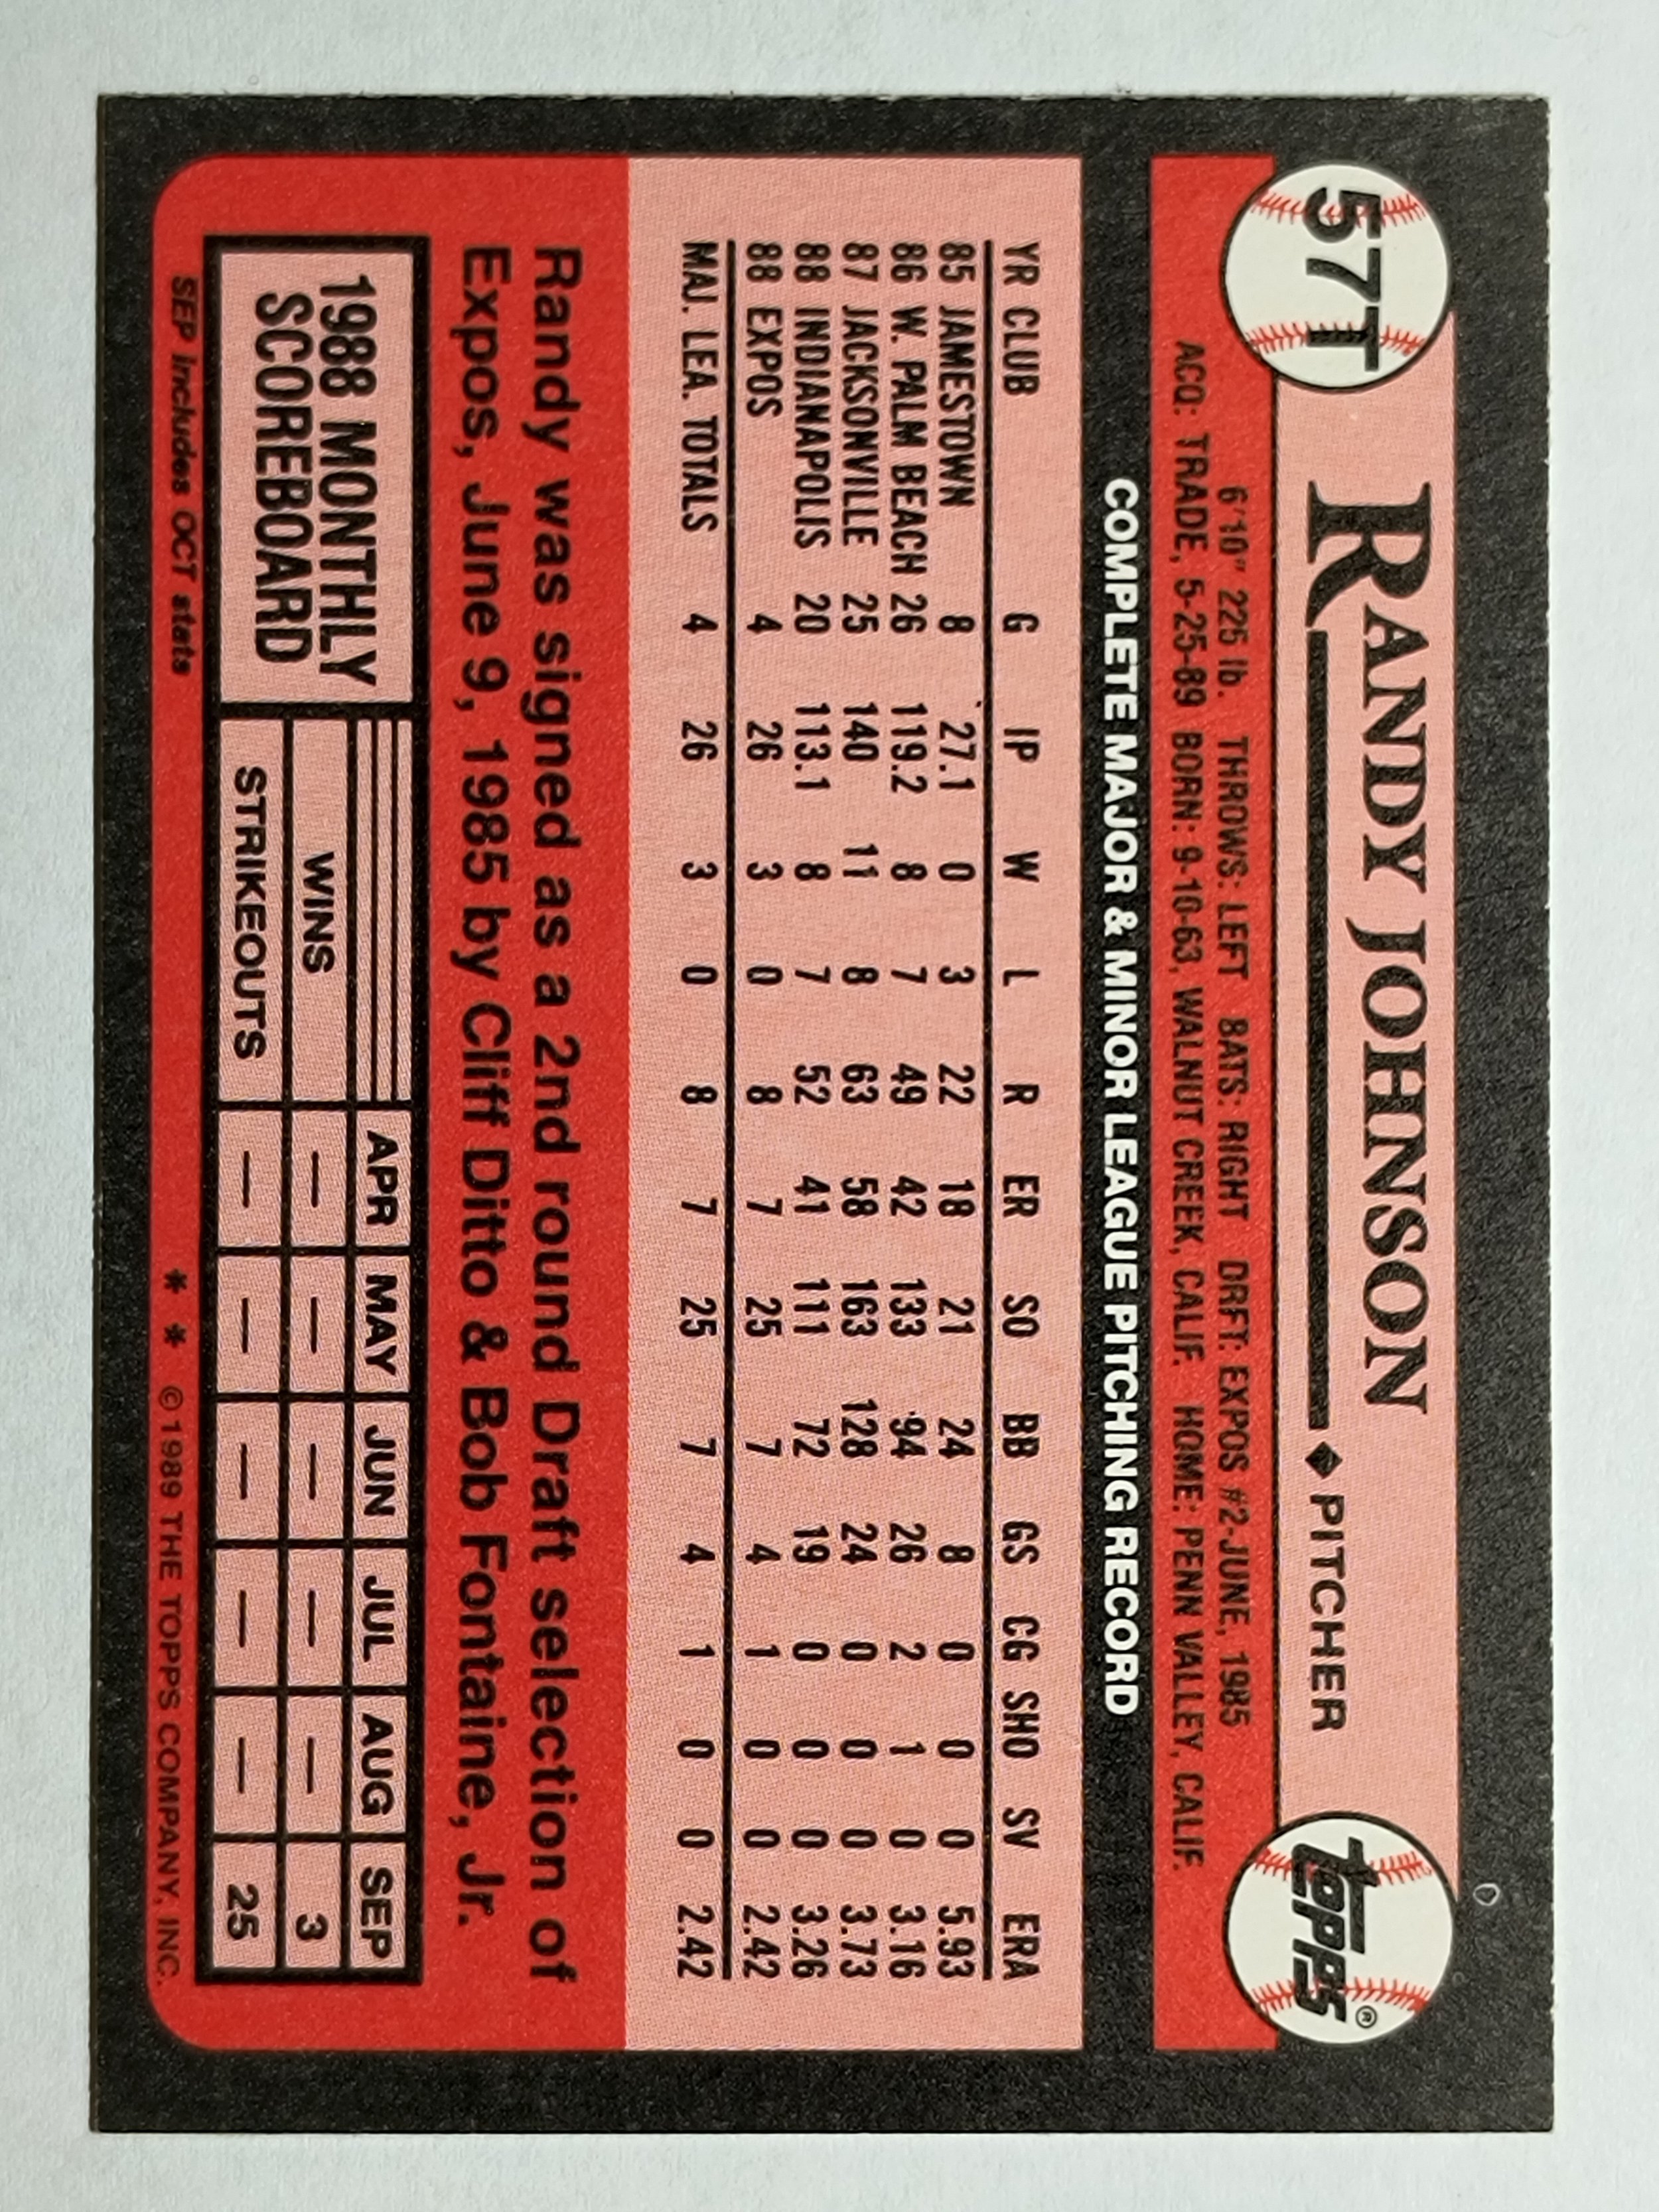 57T
RANDY JOHNSON
◆ PITCHER
Topps®
6'10" 225 lb. THROWS: LEFT BATS: RIGHT DRFT: EXPOS #2-JUNE, 1985
ACQ: TRADE, 5-25-89 BORN: 9-10-63, WALNUT CREEK, CALIF. HOME: PENN VALLEY, CALIF.
COMPLETE MAJOR & MINOR LEAGUE PITCHING RECORD
YR CLUB G IP W L R ER SO BB GS CG SHO SV ERA
85 JAMESTOWN 8 27.1 0 3 22 18 21 24 8 0 0 0 5.93
86 W. PALM BEACH 26 119.2 8 7 49 42 133 94 26 2 1 0 3.16
87 JACKSONVILLE 25 140 11 8 63 58 163 128 24 0 0 0 3.73
88 INDIANAPOLIS 20 113.1 8 7 52 41 111 72 19 0 0 0 3.26
88 EXPOS 4 26 3 0 8 7 25 7 4 1 0 0 2.42
MAJ. LEA. TOTALS 4 26 3 0 8 7 25 7 4 1 0 0 2.42
Randy was signed as a 2nd round Draft selection of
Expos, June 9, 1985 by Cliff Ditto & Bob Fontaine, Jr.
1988 MONTHLY
SCOREBOARD
APR MAY JUN JUL AUG SEP
WINS — — — — — 3
STRIKEOUTS — — — — — 25
SEP includes OCT stats
* * © 1989 THE TOPPS COMPANY, INC.